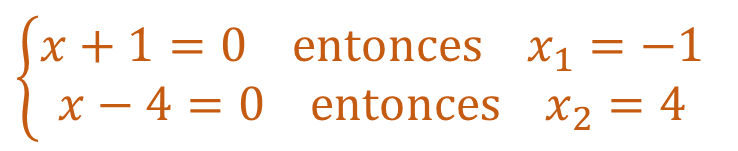 x + 1 = 0 entonces x₁ = −1
x − 4 = 0 entonces x₂ = 4